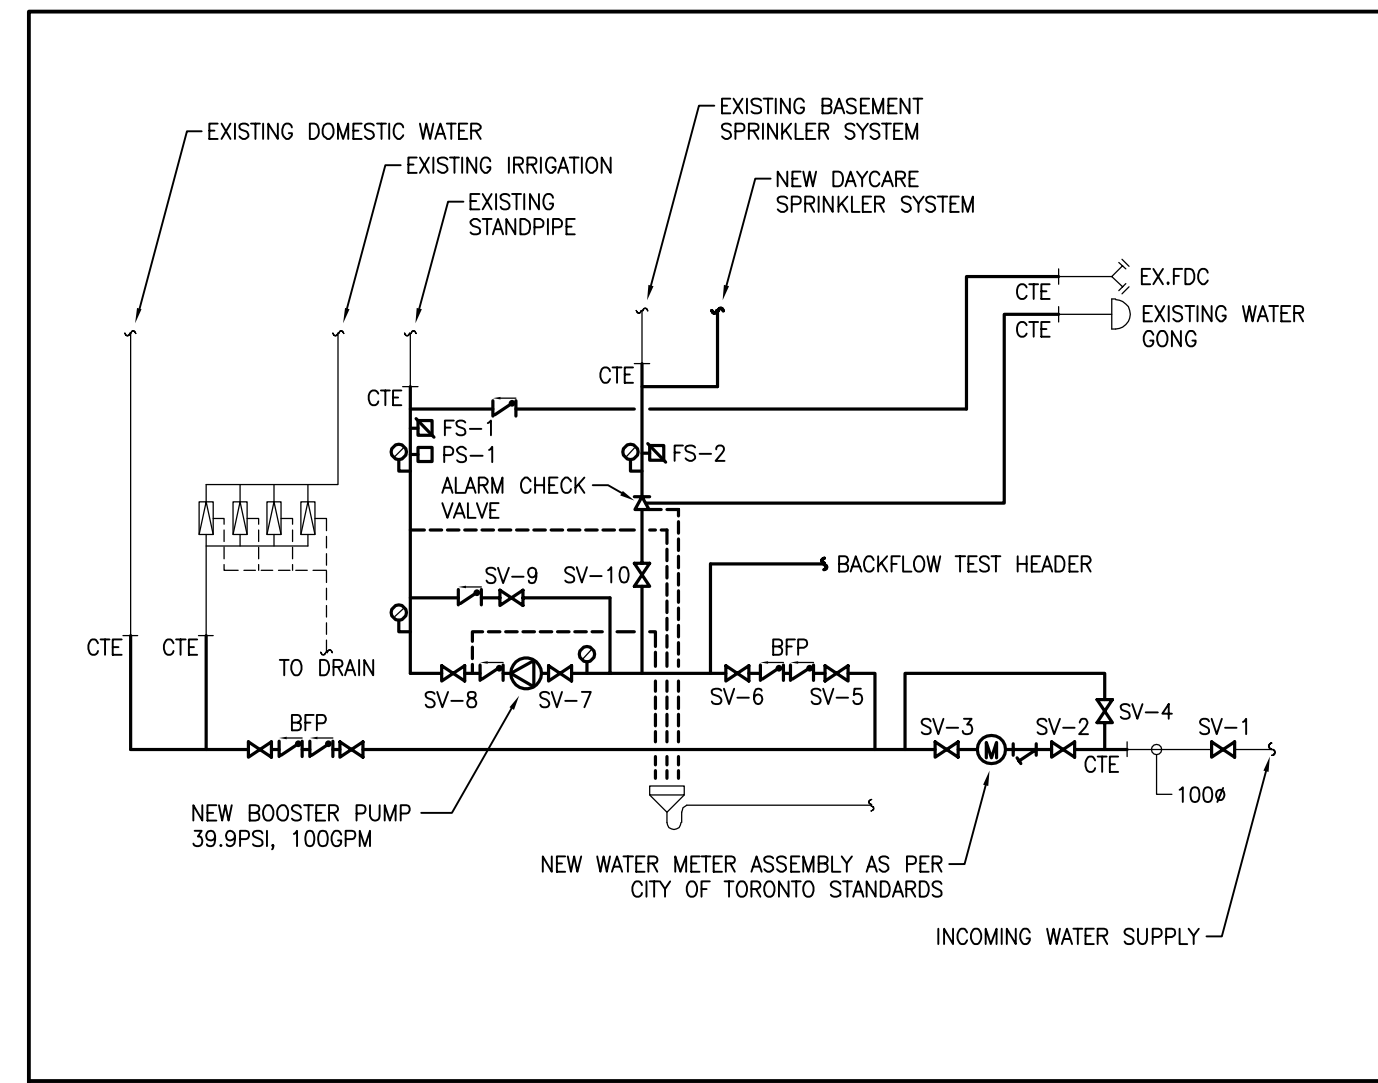 EXISTING BASEMENT
SPRINKLER SYSTEM
EXISTING DOMESTIC WATER
EXISTING IRRIGATION
NEW DAYCARE
SPRINKLER SYSTEM
EXISTING
STANDPIPE
EX.FDC
CTE
EXISTING WATER
GONG
CTE
CTE
CTE
FS-1
PS-1
FS-2
ALARM CHECK
VALVE
SV-9
SV-10
BACKFLOW TEST HEADER
CTE
CTE
TO DRAIN
BFP
SV-8
SV-7
SV-6
SV-5
SV-4
BFP
SV-3
M
SV-2
SV-1
CTE
100ø
NEW BOOSTER PUMP
39.9PSI, 100GPM
NEW WATER METER ASSEMBLY AS PER
CITY OF TORONTO STANDARDS
INCOMING WATER SUPPLY